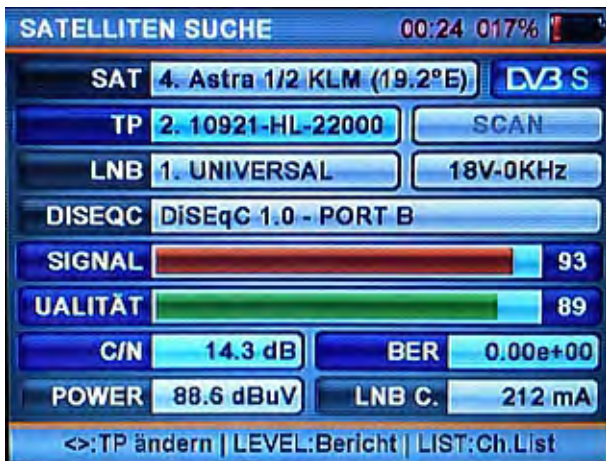 SATELLITEN SUCHE 00:24 017%
SAT 4. Astra 1/2 KLM (19.2ºE) DVB S
TP 2. 10921-HL-22000 SCAN
LNB 1. UNIVERSAL 18V-0KHz
DISEQC DiSEqC 1.0 - PORT B
SIGNAL 93
UALITÄT 89
C/N 14.3 dB BER 0.00e+00
POWER 88.6 dBuV LNB C. 212 mA
<>:TP ändern | LEVEL:Bericht | LIST:Ch.List